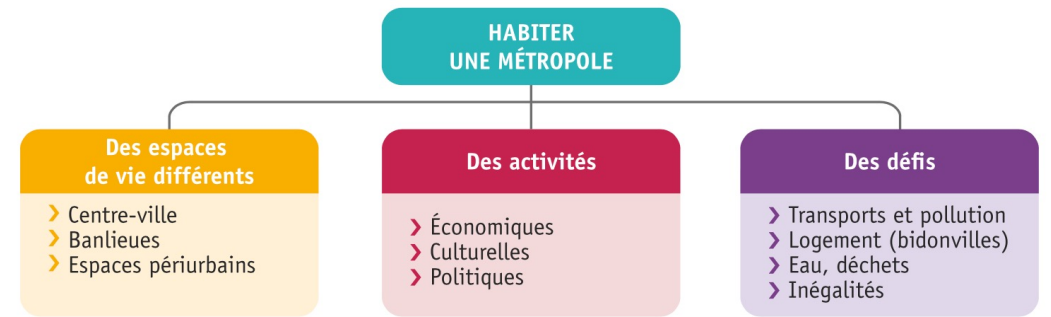 HABITER
UNE MÉTROPOLE
Des espaces
de vie différents
Centre-ville
Banlieues
Espaces périurbains
Des activités
Économiques
Culturelles
Politiques
Des défis
Transports et pollution
Logement (bidonvilles)
Eau, déchets
Inégalités